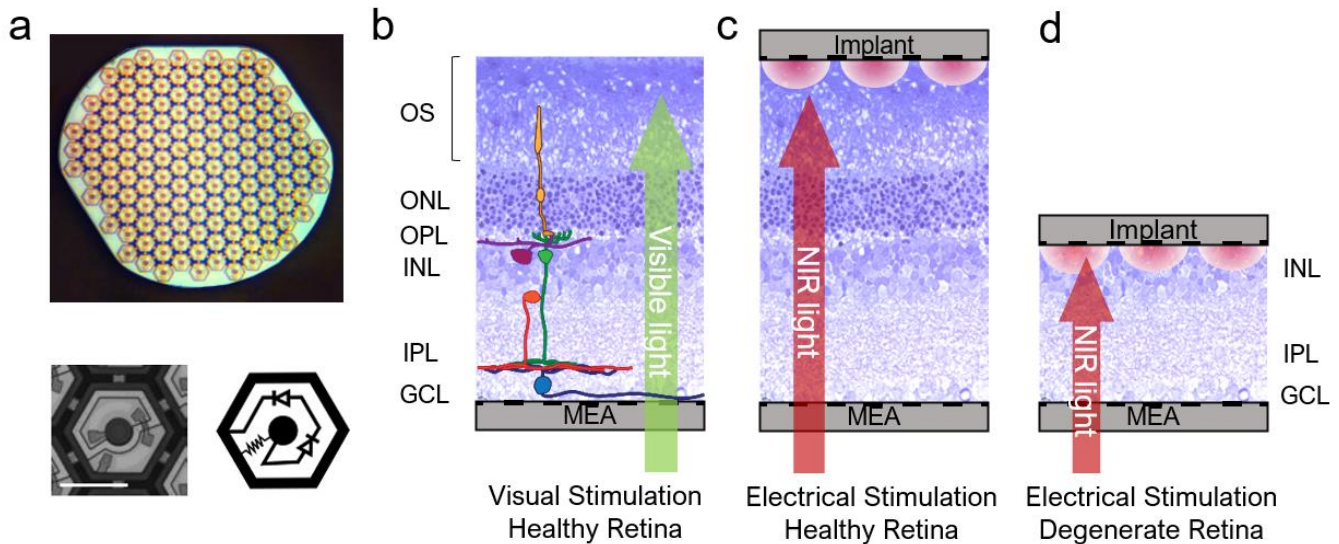 a
b
c
d
OS
ONL
OPL
INL
IPL
GCL
Visible light
MEA
Visual Stimulation
Healthy Retina
Implant
NIR light
MEA
Electrical Stimulation
Healthy Retina
Implant
NIR light
INL
IPL
GCL
MEA
Electrical Stimulation
Degenerate Retina